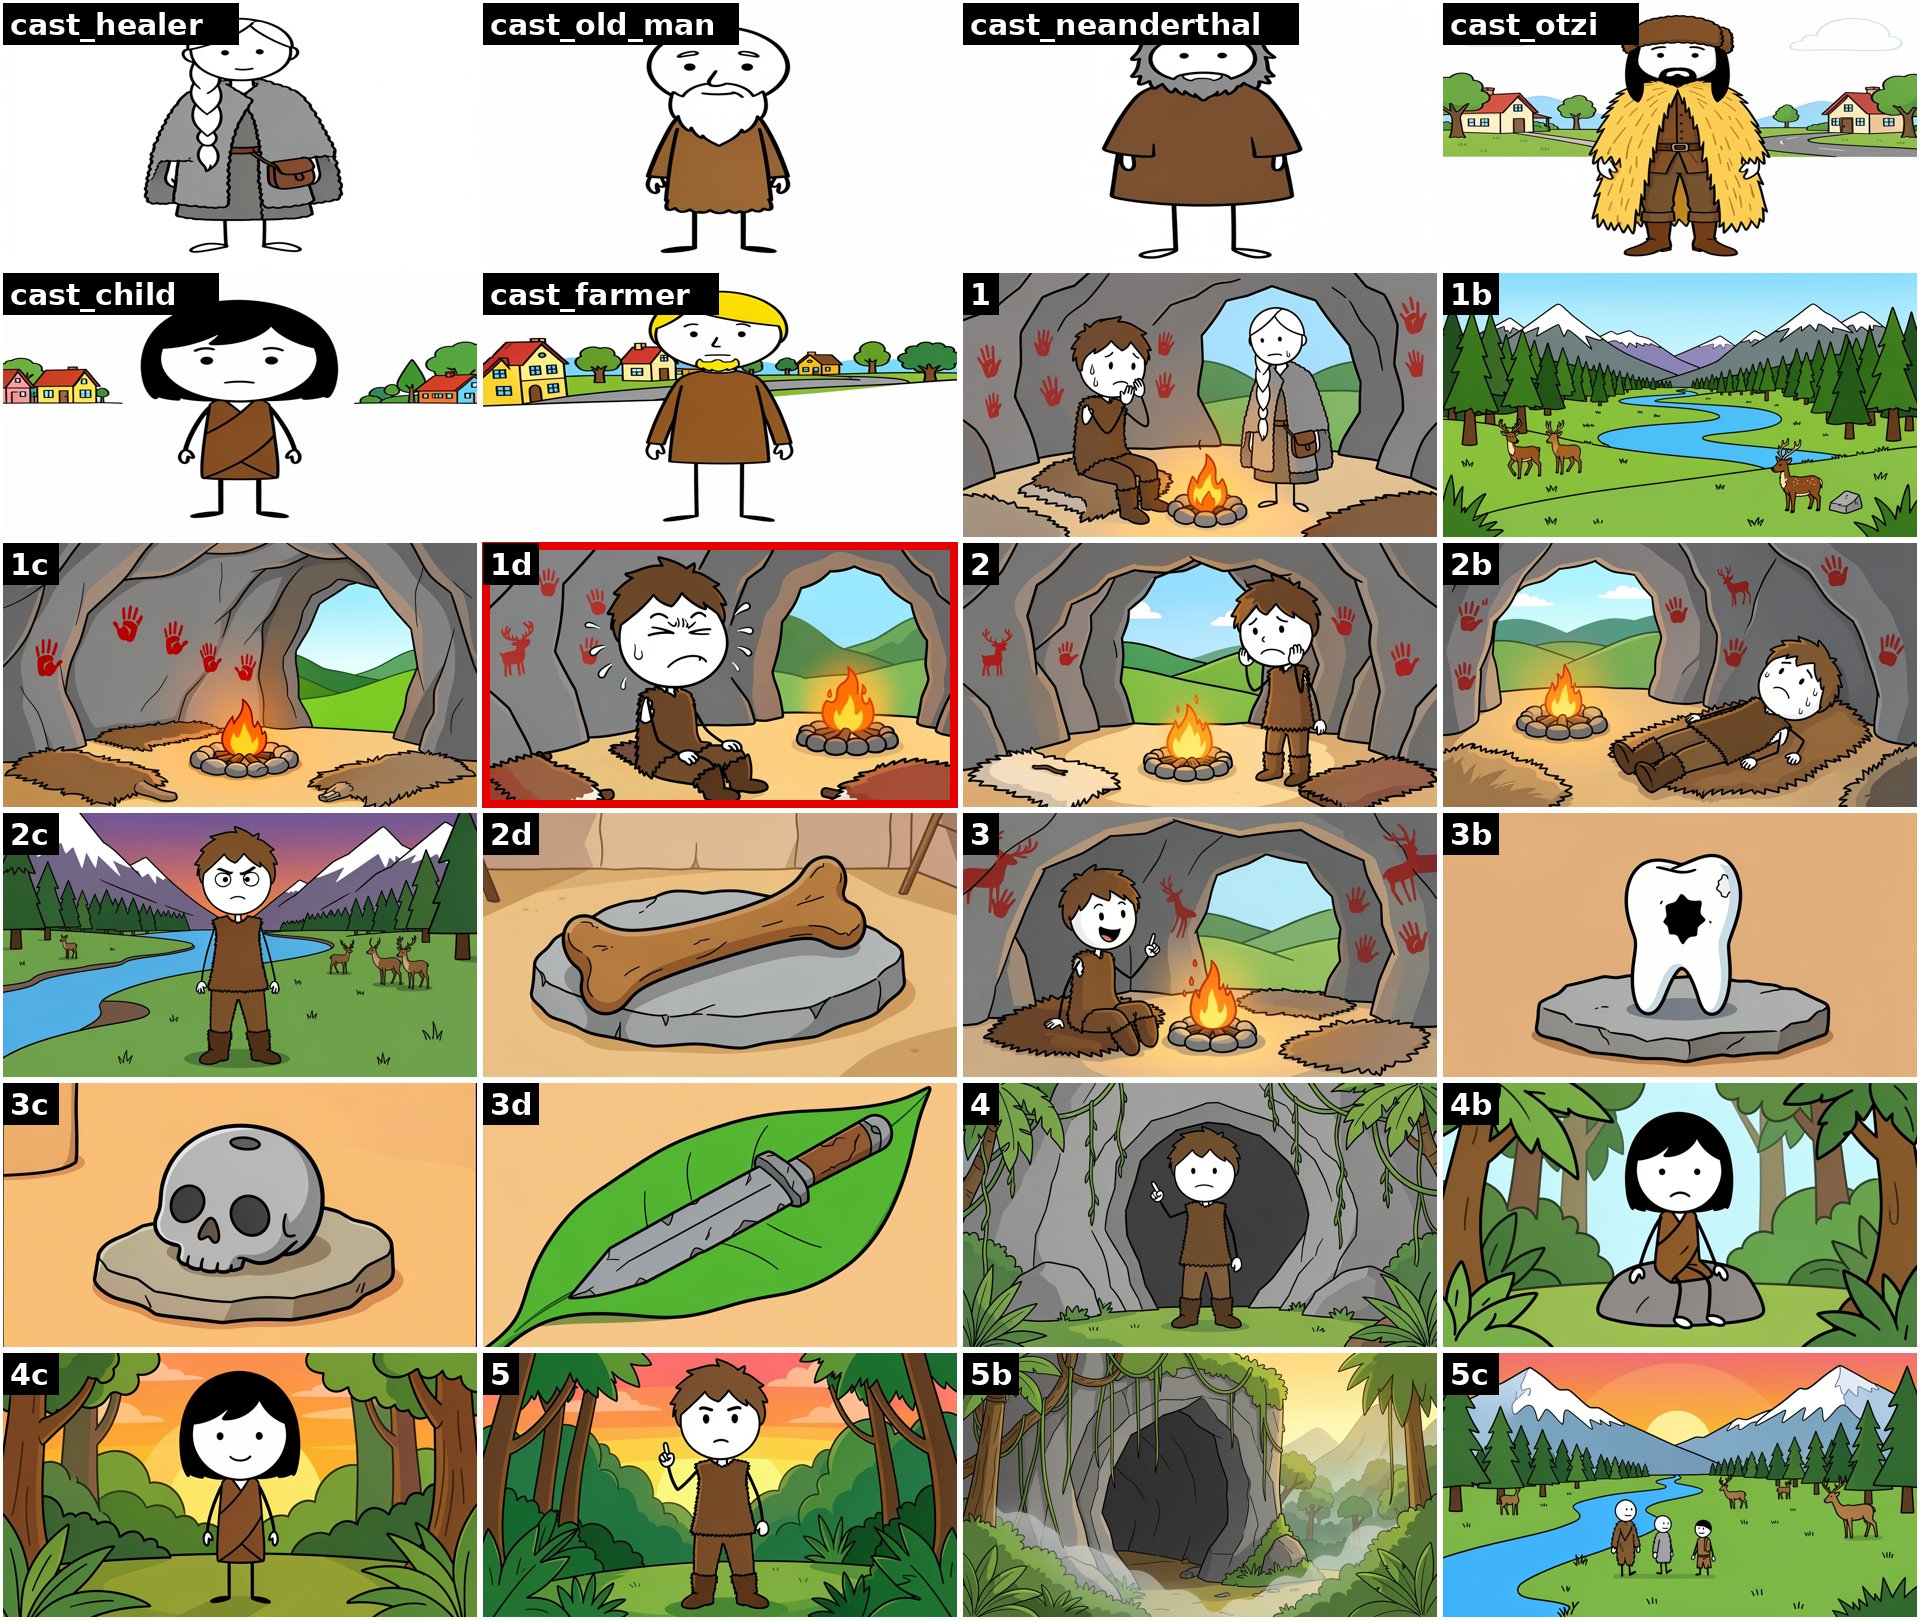 cast_healer
cast_old_man
cast_neanderthal
cast_otzi
cast_child
cast_farmer
1
1b
1c
1d
2
2b
2c
2d
3
3b
3c
3d
4
4b
4c
5
5b
5c